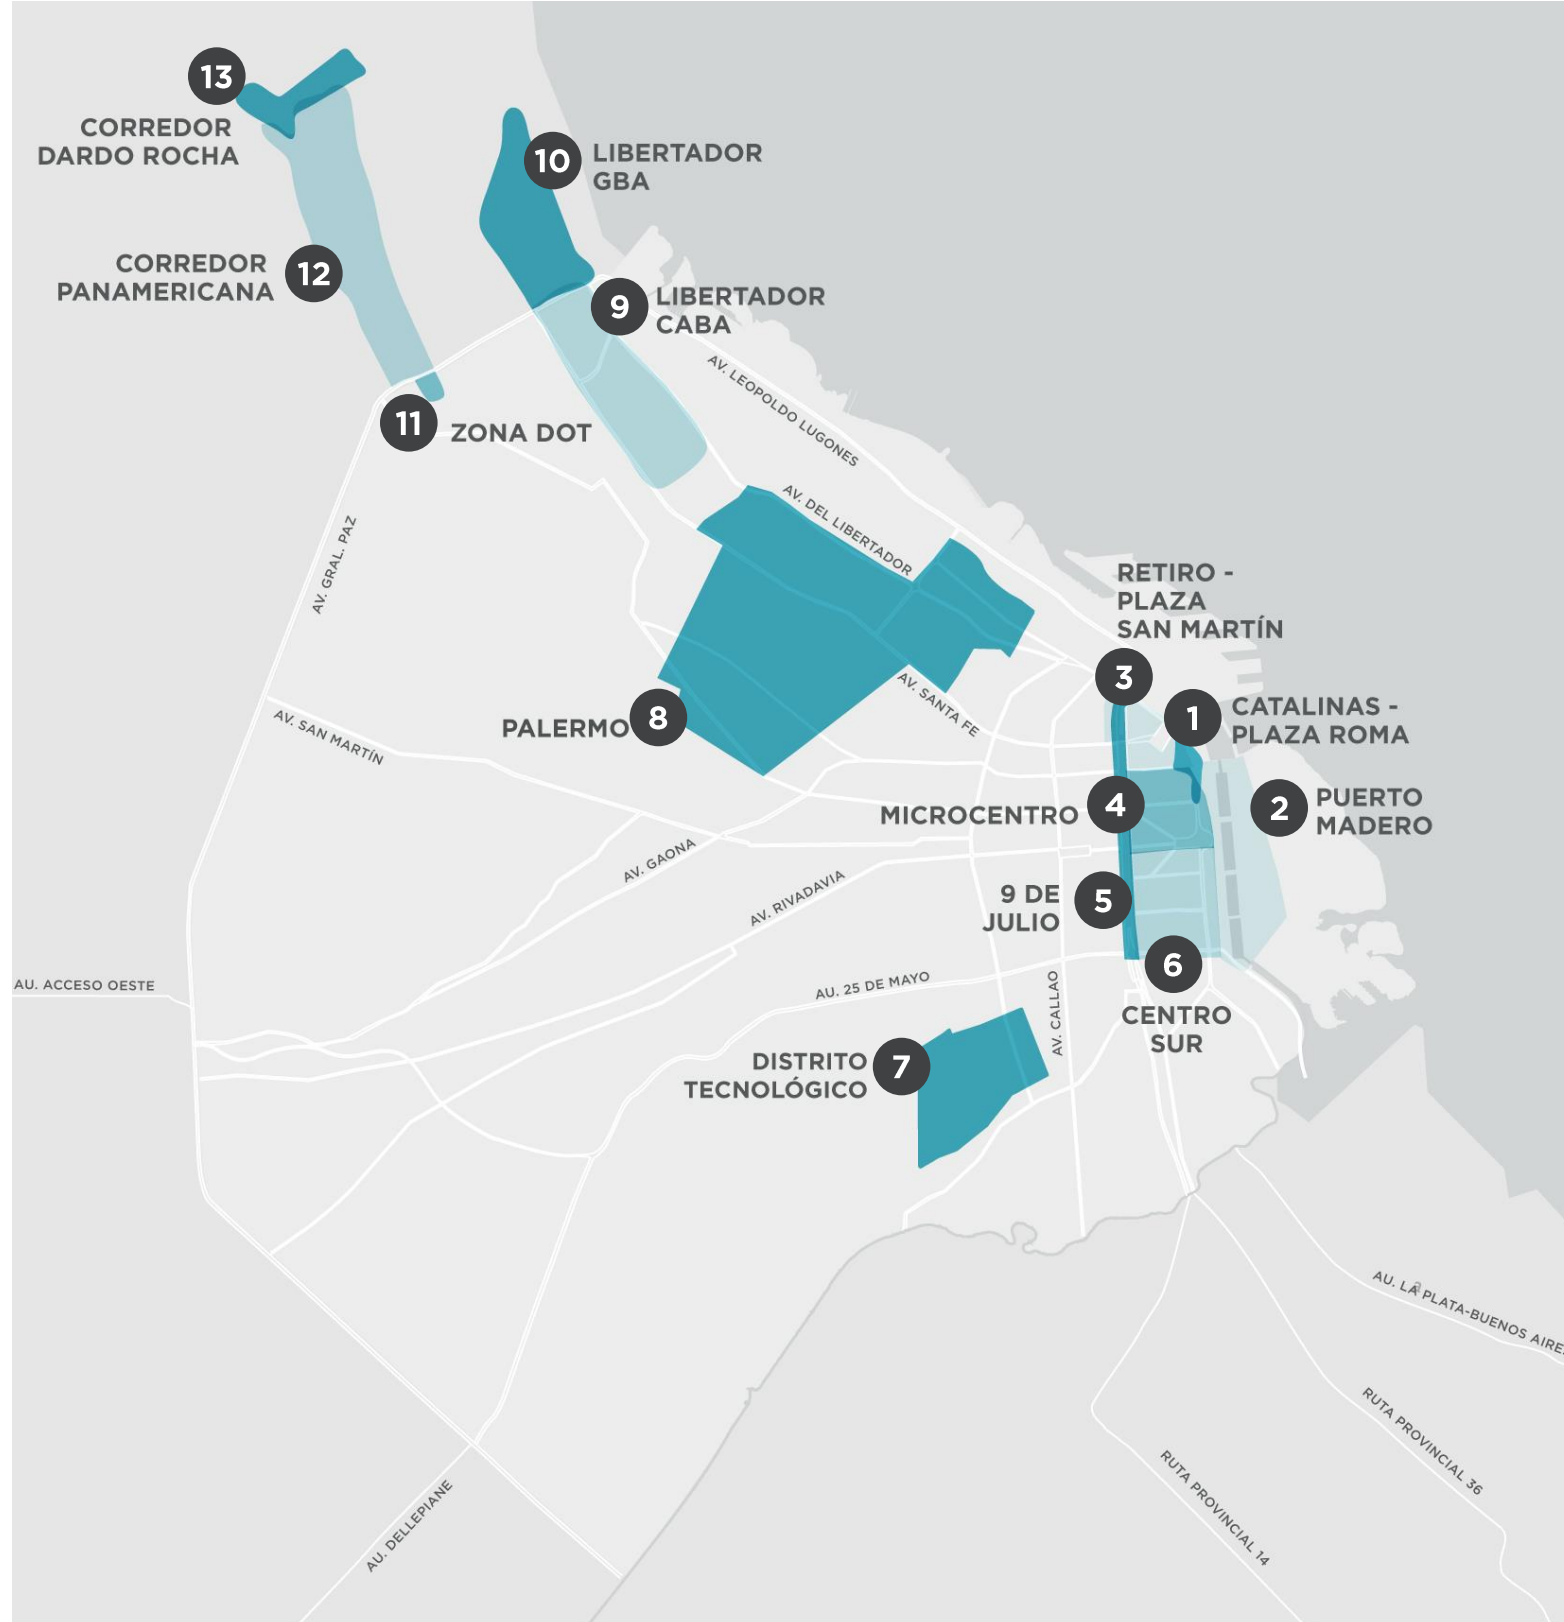 13
CORREDOR
DARDO ROCHA
10
LIBERTADOR
GBA
CORREDOR
PANAMERICANA
12
9
LIBERTADOR
CABA
AV. LEOPOLDO LUGONES
11
ZONA DOT
AV. DEL LIBERTADOR
AV. GRAL. PAZ
RETIRO -
PLAZA
SAN MARTÍN
3
AV. SANTA FE
AV. SAN MARTÍN
PALERMO
8
1
CATALINAS -
PLAZA ROMA
MICROCENTRO
4
2
PUERTO
MADERO
AV. GAONA
AV. RIVADAVIA
9 DE
JULIO
5
6
CENTRO
SUR
AU. ACCESO OESTE
AU. 25 DE MAYO
AV. CALLAO
DISTRITO
TECNOLÓGICO
7
AU. LA PLATA-BUENOS AIRE
a
RUTA PROVINCIAL 36
RUTA PROVINCIAL 14
AU. DELLEPIANE